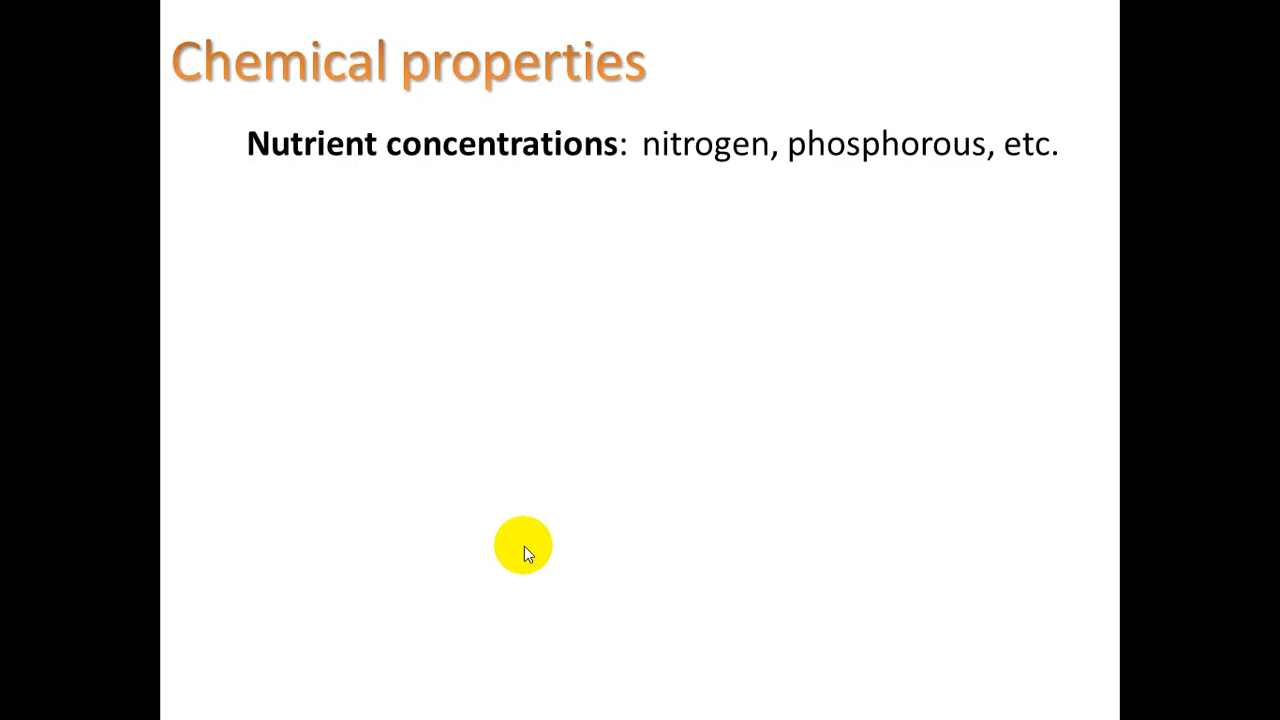 Chemical properties
Nutrient concentrations: nitrogen, phosphorous, etc.